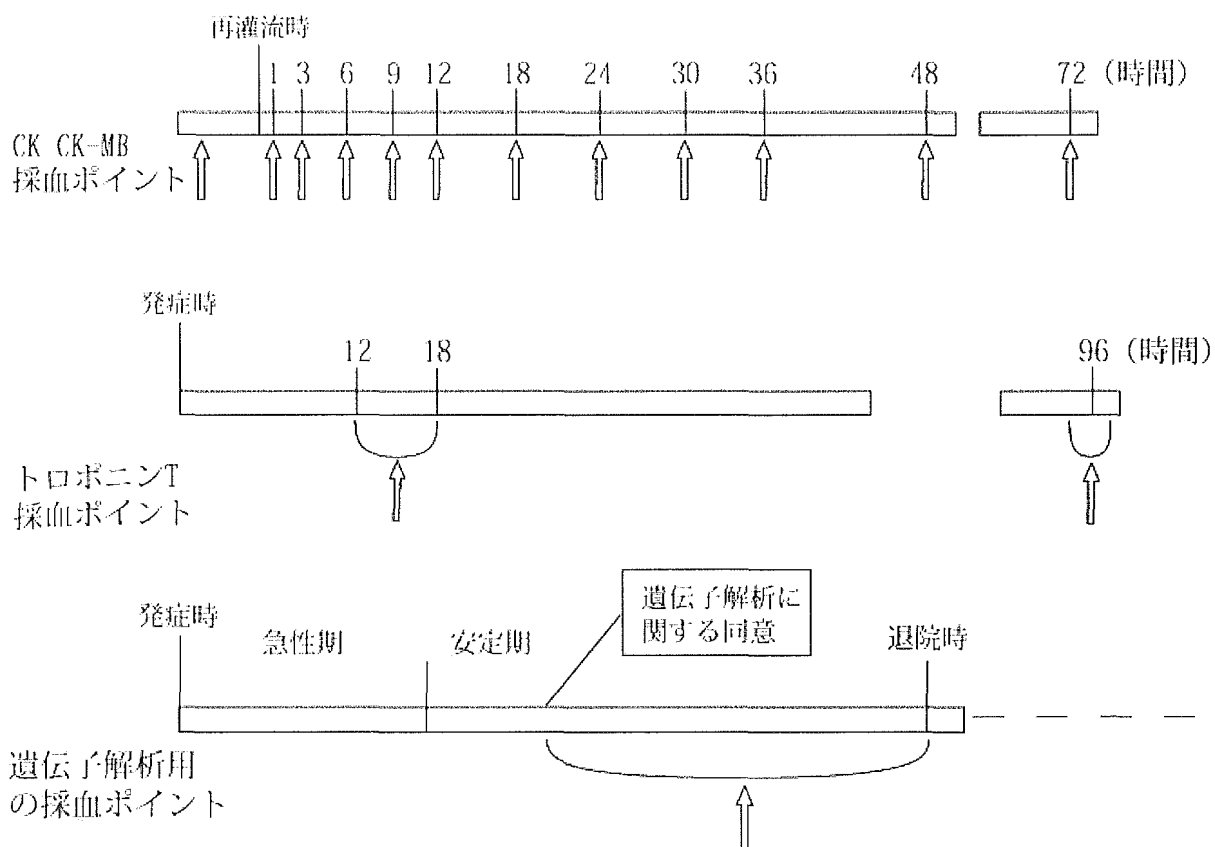 再灌流時
1 3 6 9 12 18 24 30 36 48 72 (時間)
CK CK-MB
採血ポイント
発症時
12 18 96 (時間)
トロポニンT
採血ポイント
遺伝子解析に
関する同意
発症時
急性期 安定期 退院時
遺伝子解析用
の採血ポイント